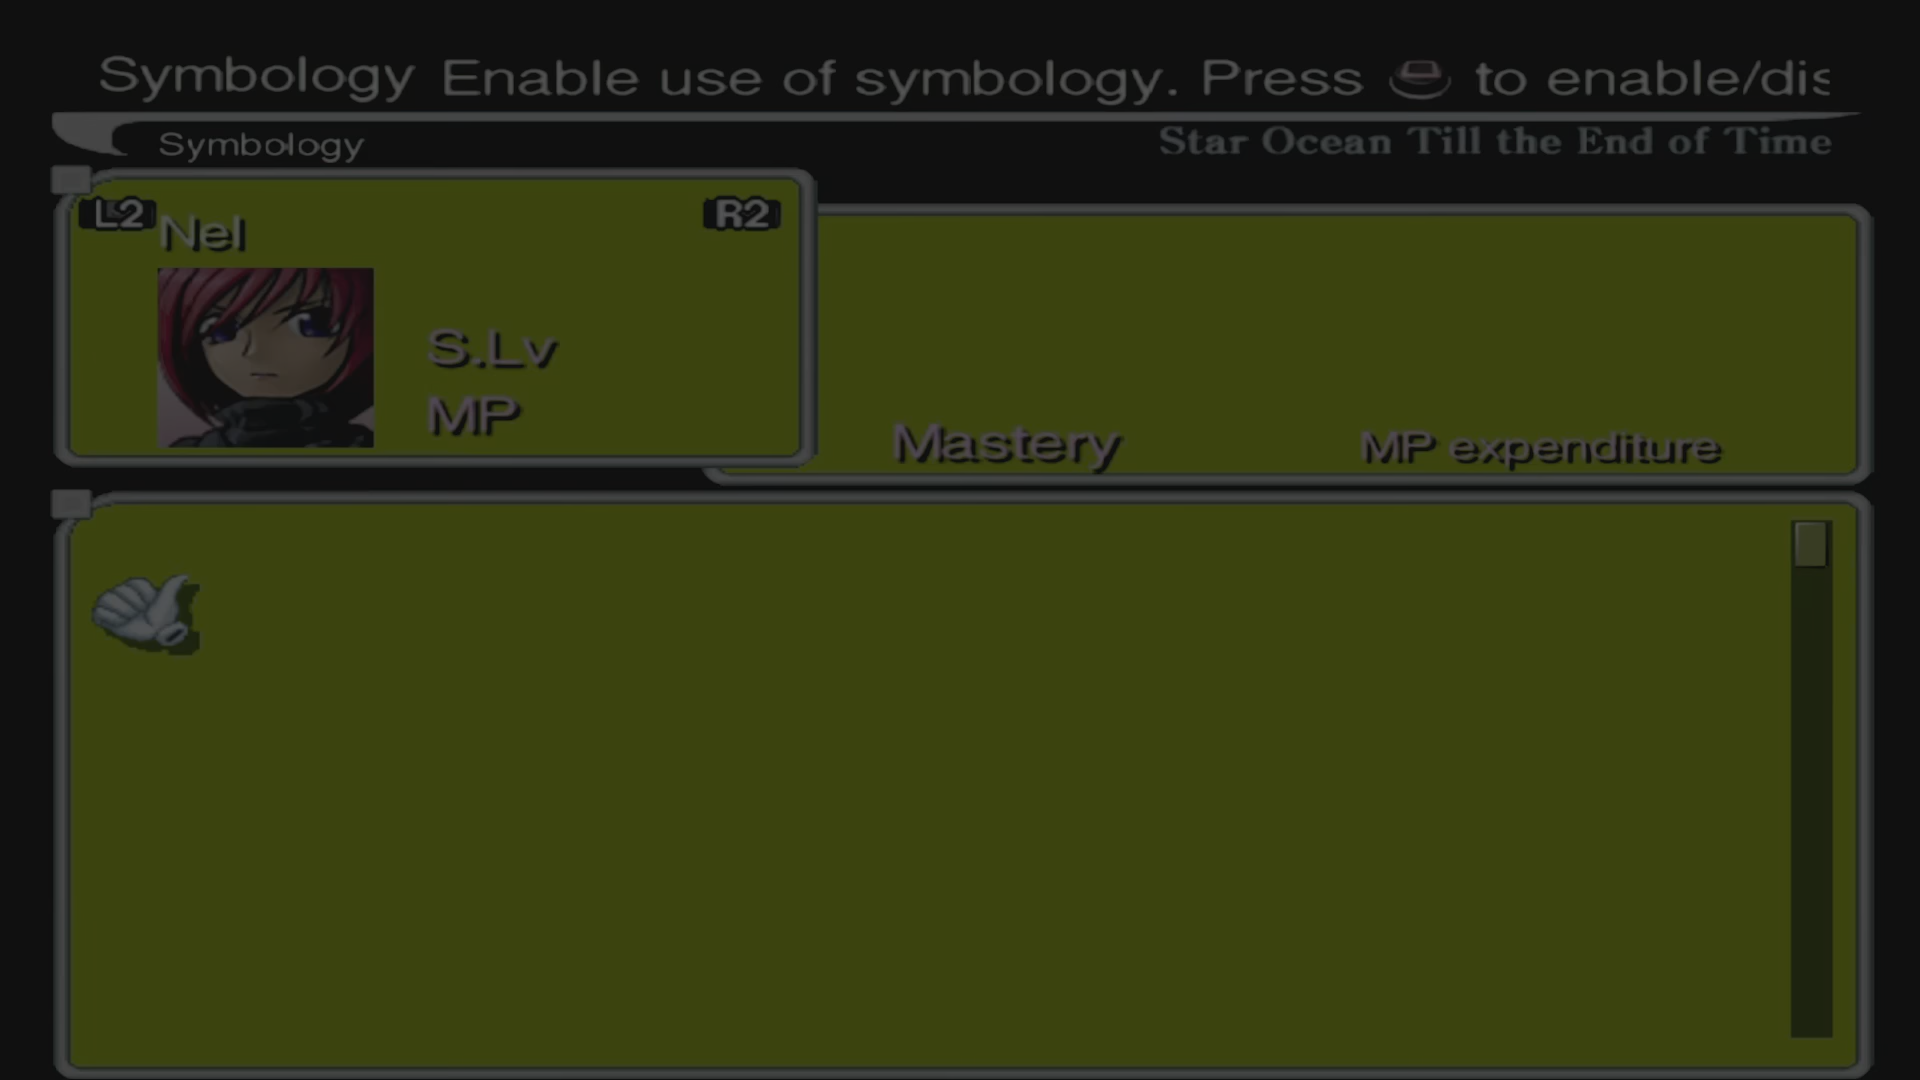 Symbology Enable use of symbology. Press to enable/dis
Symbology
Star Ocean Till the End of Time
L2 Nel R2
S.Lv
MP
Mastery MP expenditure